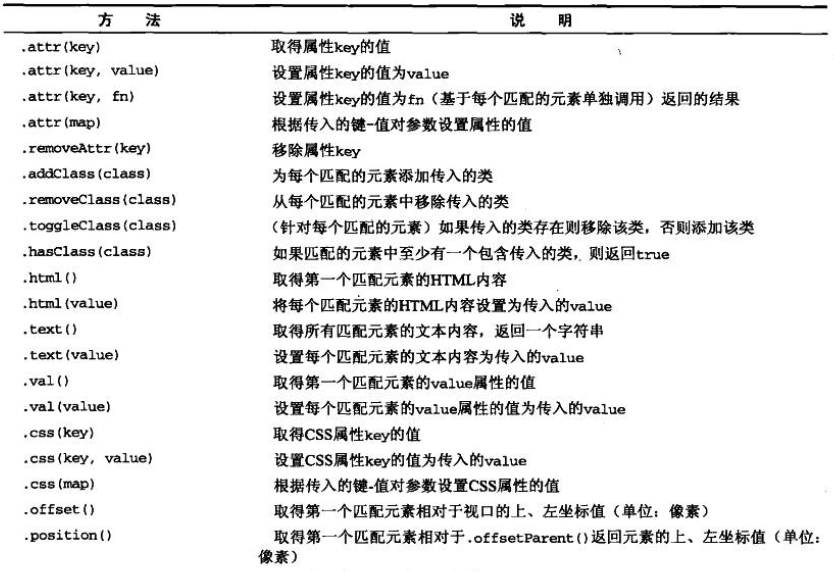 方 法 说 明
.attr(key) 取得属性key的值
.attr(key, value) 设置属性key的值为value
.attr(key, fn) 设置属性key的值为fn（基于每个匹配的元素单独调用）返回的结果
.attr(map) 根据传入的键-值对参数设置属性的值
.removeAttr(key) 移除属性key
.addClass(class) 为每个匹配的元素添加传入的类
.removeClass(class) 从每个匹配的元素中移除传入的类
.toggleClass(class) （针对每个匹配的元素）如果传入的类存在则移除该类，否则添加该类
.hasClass(class) 如果匹配的元素中至少有一个包含传入的类，则返回true
.html() 取得第一个匹配元素的HTML内容
.html(value) 将每个匹配元素的HTML内容设置为传入的value
.text() 取得所有匹配元素的文本内容，返回一个字符串
.text(value) 设置每个匹配元素的文本内容为传入的value
.val() 取得第一个匹配元素的value属性的值
.val(value) 设置每个匹配元素的value属性的值为传入的value
.css(key) 取得CSS属性key的值
.css(key, value) 设置CSS属性key的值为传入的value
.css(map) 根据传入的键-值对参数设置CSS属性的值
.offset() 取得第一个匹配元素相对于视口的上、左坐标值（单位：像素）
.position() 取得第一个匹配元素相对于.offsetParent()返回元素的上、左坐标值（单位：
像素）